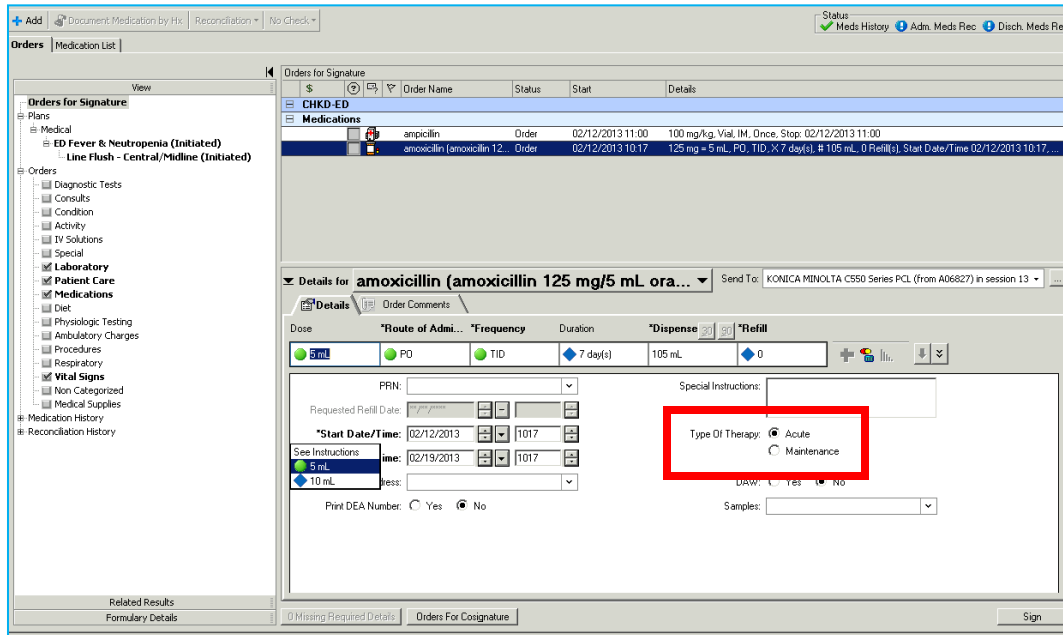 Add Document Medication by Hx Reconciliation No Check
Status
Meds History Adm. Meds Rec Disch. Meds Re
Orders Medication List
View
Orders for Signature
Plans
Medical
ED Fever & Neutropenia (Initiated)
Line Flush - Central/Midline (Initiated)
Orders
Diagnostic Tests
Consults
Condition
Activity
IV Solutions
Special
Laboratory
Patient Care
Medications
Diet
Physiologic Testing
Ambulatory Charges
Procedures
Respiratory
Vital Signs
Non Categorized
Medical Supplies
Medication History
Reconciliation History
Related Results
Formulary Details
Orders for Signature
$ Order Name Status Start Details
CHKD-ED
Medications
ampicillin Order 02/12/2013 11:00 100 mg/kg, Vial, IM, Once, Stop: 02/12/2013 11:00
amoxicillin (amoxicillin 12... Order 02/12/2013 10:17 125 mg = 5 mL, PO, TID, X 7 day(s), # 105 mL, 0 Refill(s), Start Date/Time 02/12/2013 10:17, ...
Details for amoxicillin (amoxicillin 125 mg/5 mL ora... Send To: KONICA MINOLTA C550 Series PCL (from A06827) in session 13 ...
Details Order Comments
Dose *Route of Admi... *Frequency Duration *Dispense 30 90 *Refill
5 mL PO TID 7 day(s) 105 mL 0
PRN:
Special Instructions:
Requested Refill Date: **/**/****
*Start Date/Time: 02/12/2013 1017
Type Of Therapy: Acute
Maintenance
See Instructions
5 mL
10 mL
ime: 02/19/2013 1017
dress:
DAW: Yes No
Print DEA Number: Yes No
Samples:
0 Missing Required Details Orders For Cosignature Sign